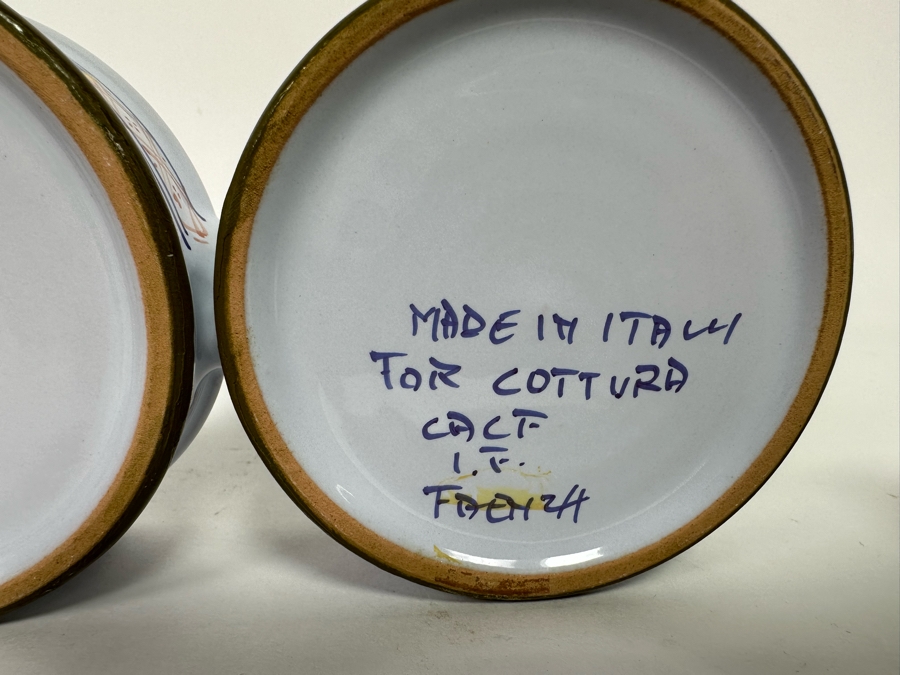 MADE IN ITALY
FOR COTTURA
CACF
I.F.
FAENZA